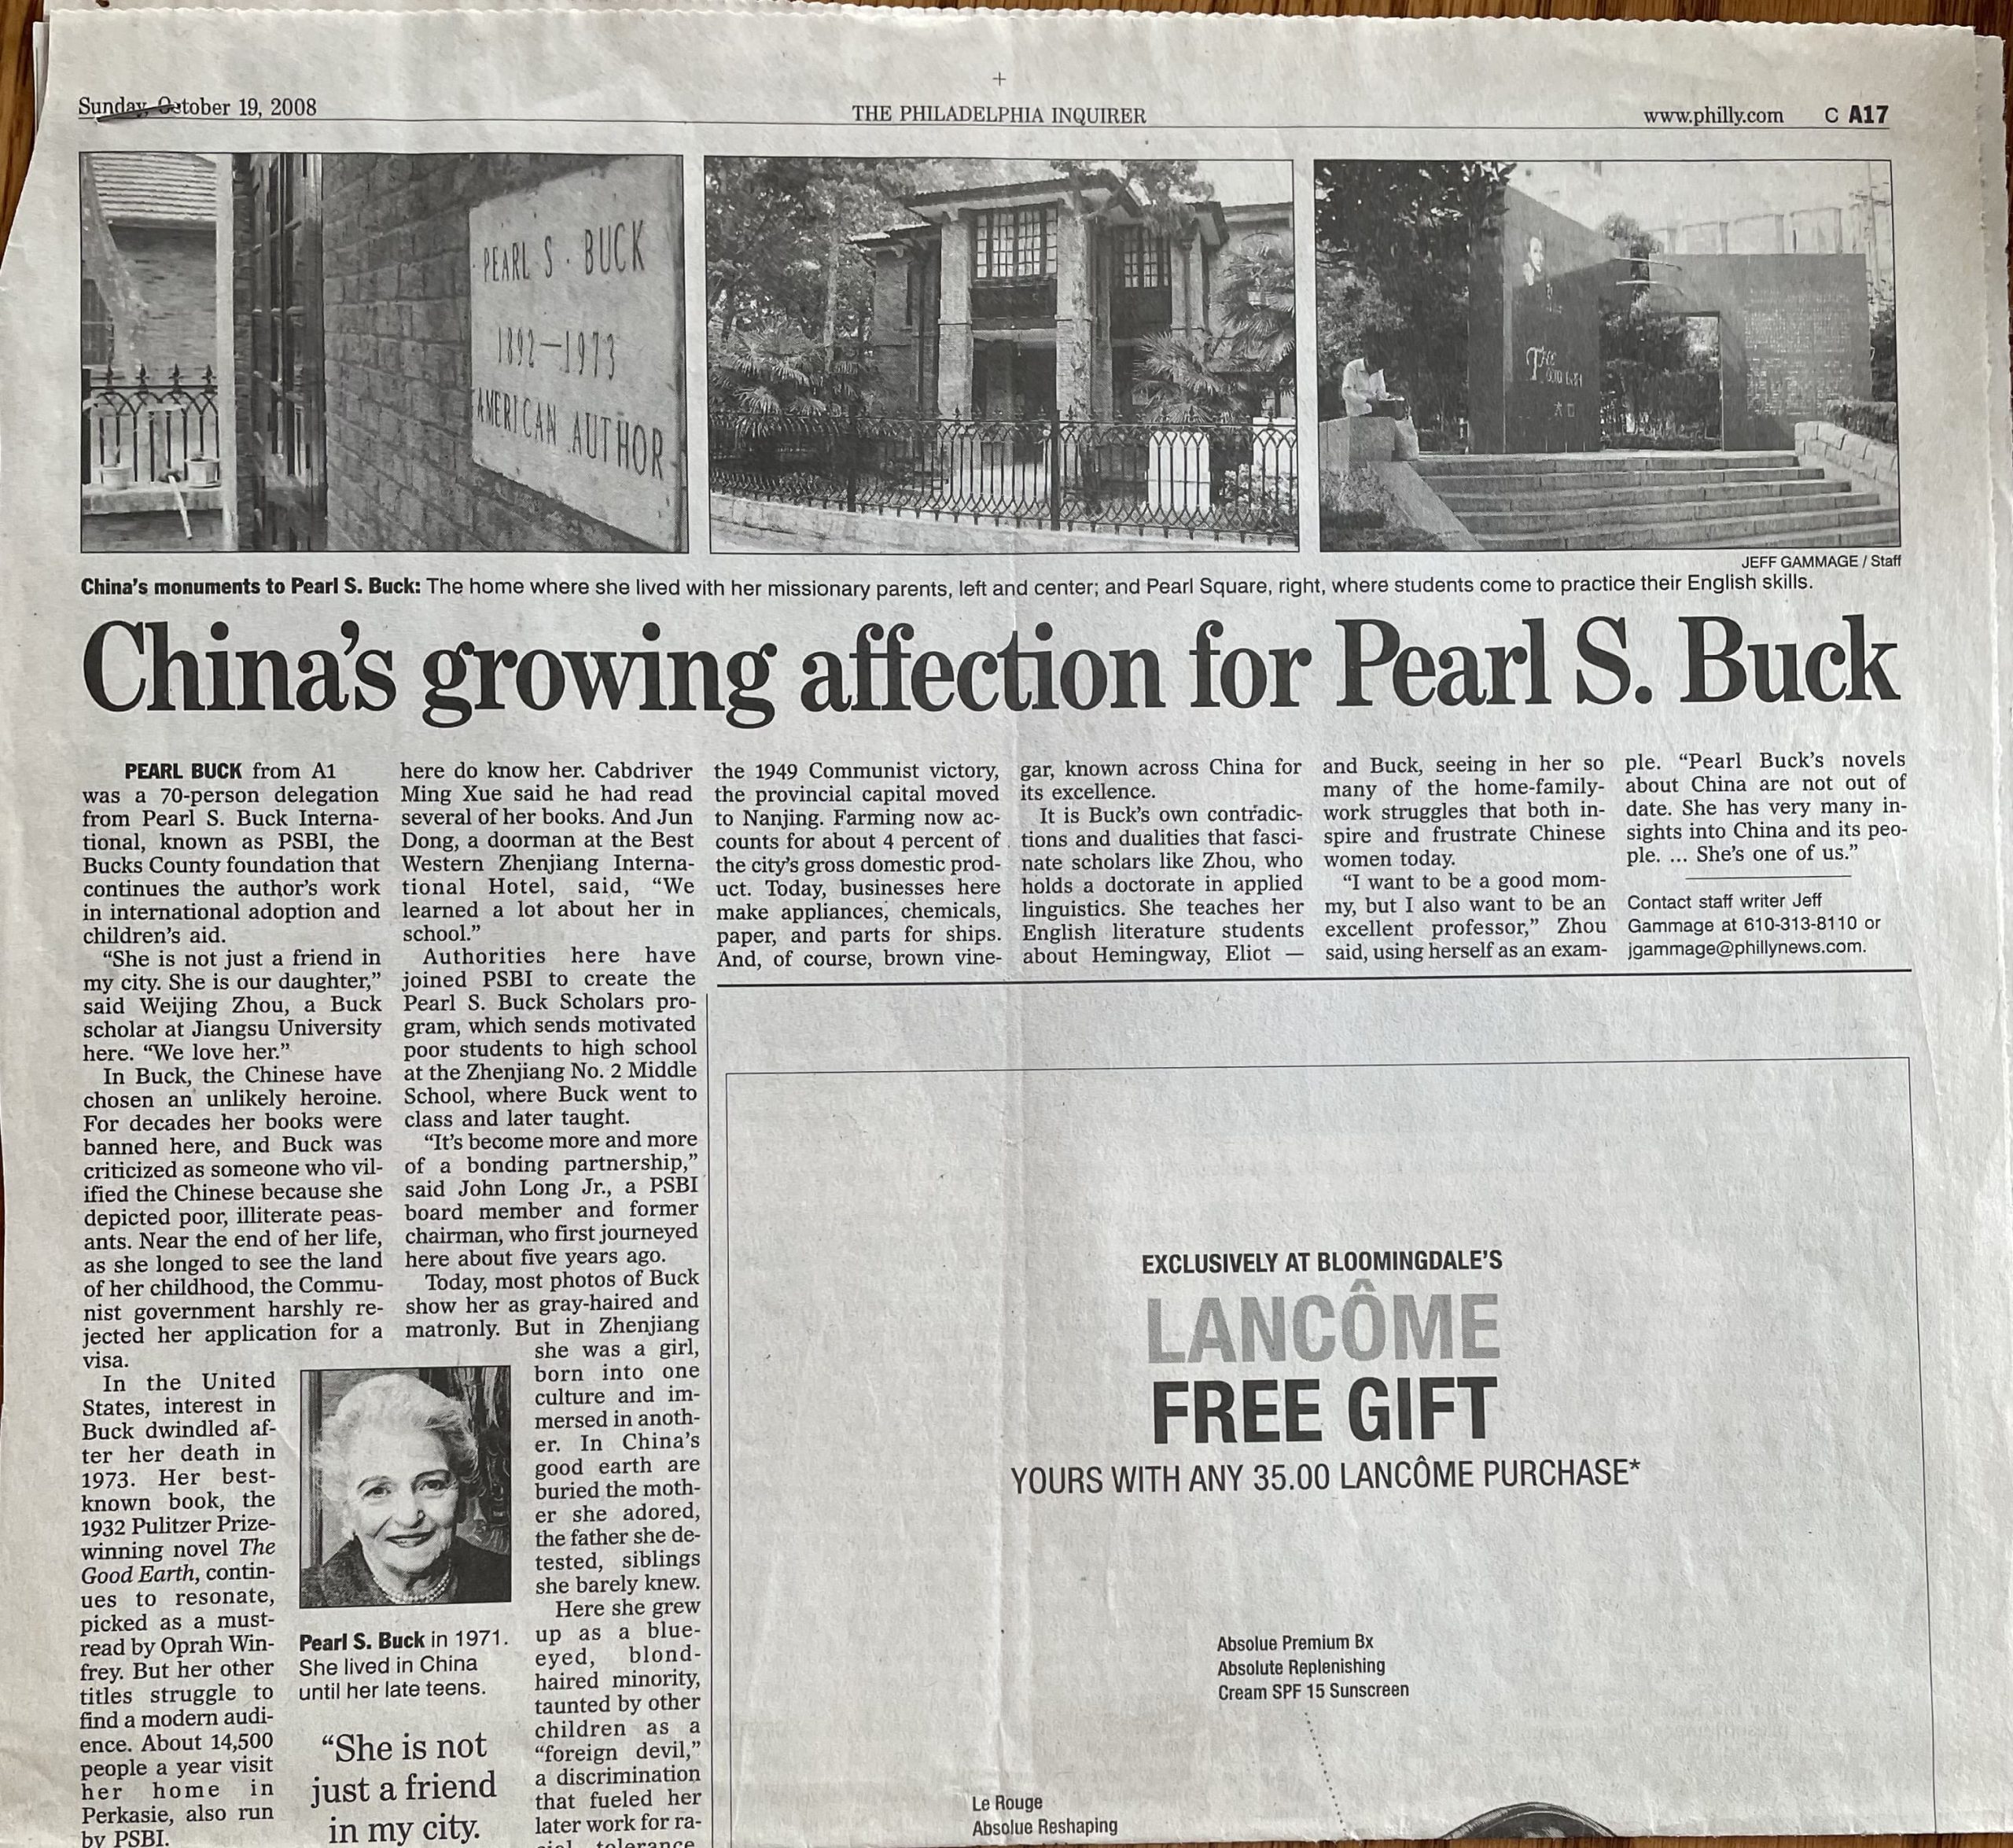 Sunday, October 19, 2008
THE PHILADELPHIA INQUIRER
www.philly.com C A17
PEARL S. BUCK
1892—1973
AMERICAN AUTHOR
THE
JEFF GAMMAGE / Staff
China's monuments to Pearl S. Buck: The home where she lived with her missionary parents, left and center; and Pearl Square, right, where students come to practice their English skills.
China's growing affection for Pearl S. Buck
PEARL BUCK from A1
was a 70-person delegation
from Pearl S. Buck Interna-
tional, known as PSBI, the
Bucks County foundation that
continues the author's work
in international adoption and
children's aid.
“She is not just a friend in
my city. She is our daughter,”
said Weijing Zhou, a Buck
scholar at Jiangsu University
here. “We love her.”
In Buck, the Chinese have
chosen an unlikely heroine.
For decades her books were
banned here, and Buck was
criticized as someone who vil-
ified the Chinese because she
depicted poor, illiterate peas-
ants. Near the end of her life,
as she longed to see the land
of her childhood, the Commu-
nist government harshly re-
jected her application for a
visa.
In the United
States, interest in
Buck dwindled af-
ter her death in
1973. Her best-
known book, the
1932 Pulitzer Prize-
winning novel The
Good Earth, contin-
ues to resonate,
picked as a must-
read by Oprah Win-
frey. But her other
titles struggle to
find a modern audi-
ence. About 14,500
people a year visit
her home in
Perkasie, also run
by PSBI.
Pearl S. Buck in 1971.
She lived in China
until her late teens.
“She is not
just a friend
in my city.
here do know her. Cabdriver
Ming Xue said he had read
several of her books. And Jun
Dong, a doorman at the Best
Western Zhenjiang Interna-
tional Hotel, said, “We
learned a lot about her in
school.”
Authorities here have
joined PSBI to create the
Pearl S. Buck Scholars pro-
gram, which sends motivated
poor students to high school
at the Zhenjiang No. 2 Middle
School, where Buck went to
class and later taught.
“It's become more and more
of a bonding partnership,”
said John Long Jr., a PSBI
board member and former
chairman, who first journeyed
here about five years ago.
Today, most photos of Buck
show her as gray-haired and
matronly. But in Zhenjiang
she was a girl,
born into one
culture and im-
mersed in anoth-
er. In China's
good earth are
buried the moth-
er she adored,
the father she de-
tested, siblings
she barely knew.
Here she grew
up as a blue-
eyed, blond-
haired minority,
taunted by other
children as a
“foreign devil,”
a discrimination
that fueled her
later work for ra-
cial tolerance
the 1949 Communist victory,
the provincial capital moved
to Nanjing. Farming now ac-
counts for about 4 percent of
the city's gross domestic prod-
uct. Today, businesses here
make appliances, chemicals,
paper, and parts for ships.
And, of course, brown vine-
gar, known across China for
its excellence.
It is Buck's own contradic-
tions and dualities that fasci-
nate scholars like Zhou, who
holds a doctorate in applied
linguistics. She teaches her
English literature students
about Hemingway, Eliot —
and Buck, seeing in her so
many of the home-family-
work struggles that both in-
spire and frustrate Chinese
women today.
“I want to be a good mom-
my, but I also want to be an
excellent professor,” Zhou
said, using herself as an exam-
ple. “Pearl Buck's novels
about China are not out of
date. She has very many in-
sights into China and its peo-
ple. ... She's one of us.”
Contact staff writer Jeff
Gammage at 610-313-8110 or
jgammage@phillynews.com.
EXCLUSIVELY AT BLOOMINGDALE'S
LANCÔME
FREE GIFT
YOURS WITH ANY 35.00 LANCÔME PURCHASE*
Absolue Premium Bx
Absolute Replenishing
Cream SPF 15 Sunscreen
Le Rouge
Absolue Reshaping